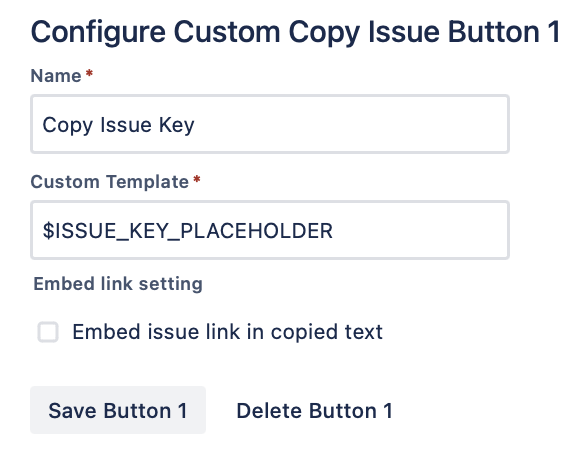 Configure Custom Copy Issue Button 1
Name*
Copy Issue Key
Custom Template*
$ISSUE_KEY_PLACEHOLDER
Embed link setting
Embed issue link in copied text
Save Button 1 Delete Button 1